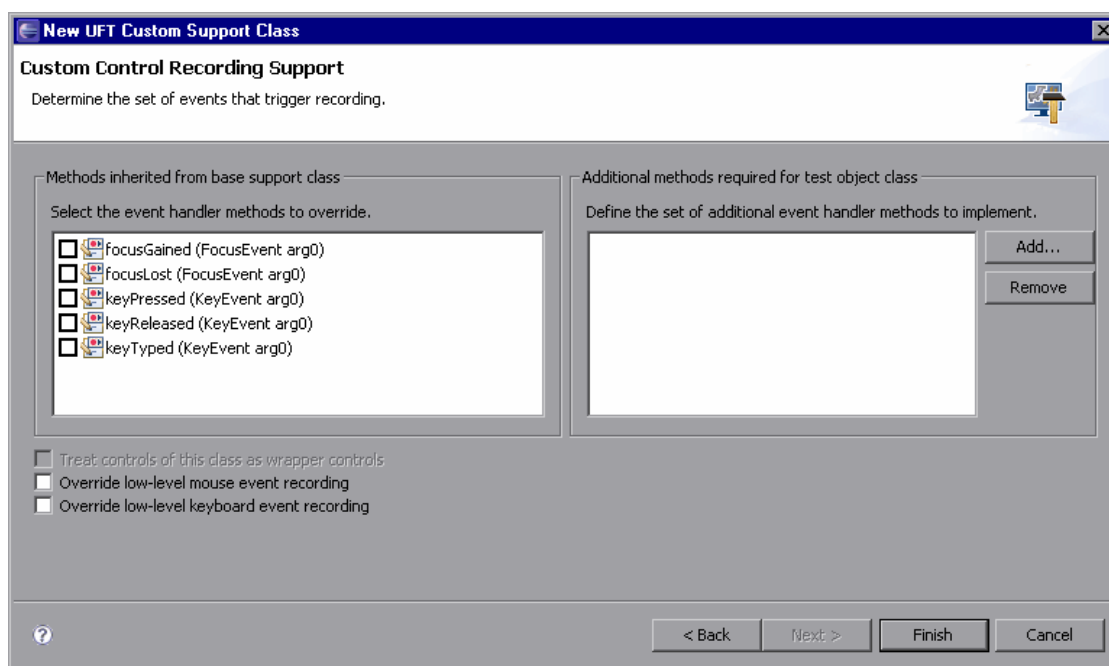 New UFT Custom Support Class
Custom Control Recording Support
Determine the set of events that trigger recording.
Methods inherited from base support class
Select the event handler methods to override.
focusGained (FocusEvent arg0)
focusLost (FocusEvent arg0)
keyPressed (KeyEvent arg0)
keyReleased (KeyEvent arg0)
keyTyped (KeyEvent arg0)
Additional methods required for test object class
Define the set of additional event handler methods to implement.
Add...
Remove
Treat controls of this class as wrapper controls
Override low-level mouse event recording
Override low-level keyboard event recording
?
< Back
Next >
Finish
Cancel